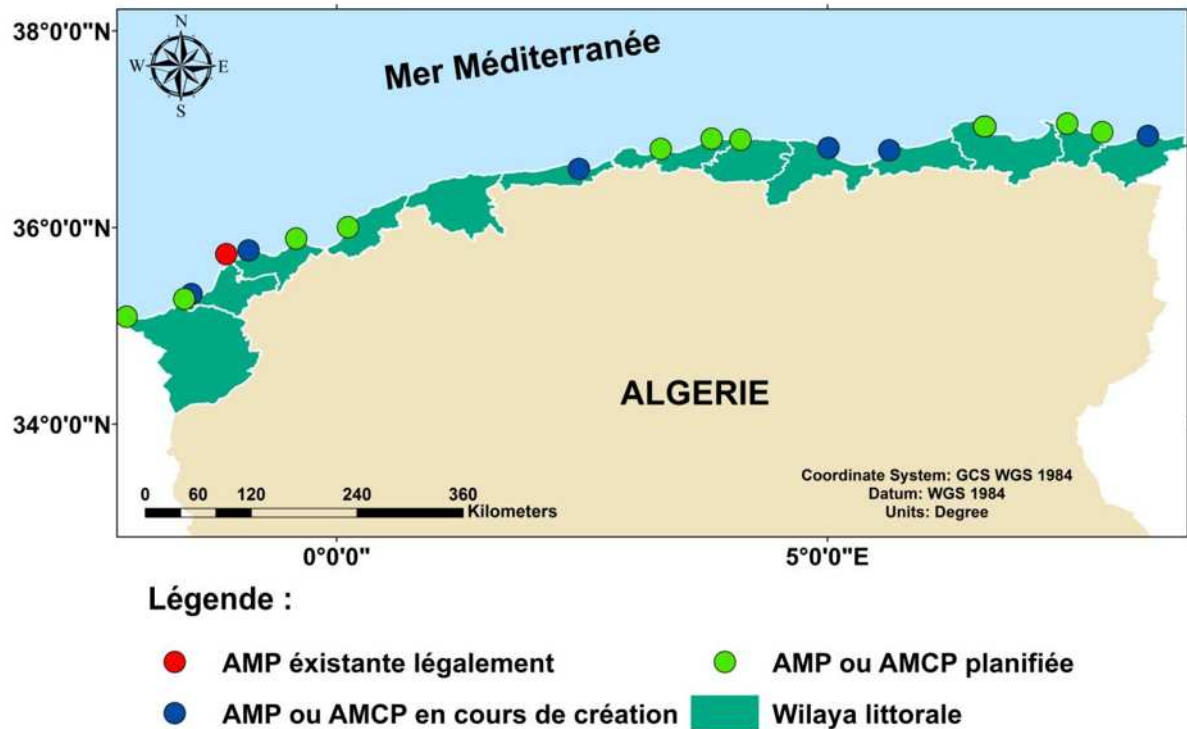 38°0'0"N
N
W E
S
Mer Méditerranée
36°0'0"N
34°0'0"N
ALGERIE
Coordinate System: GCS WGS 1984
Datum: WGS 1984
Units: Degree
0 60 120 240 360
Kilometers
0°0'0" 5°0'0"E
Légende :
AMP éxistante légalement
AMP ou AMCP planifiée
AMP ou AMCP en cours de création
Wilaya littorale